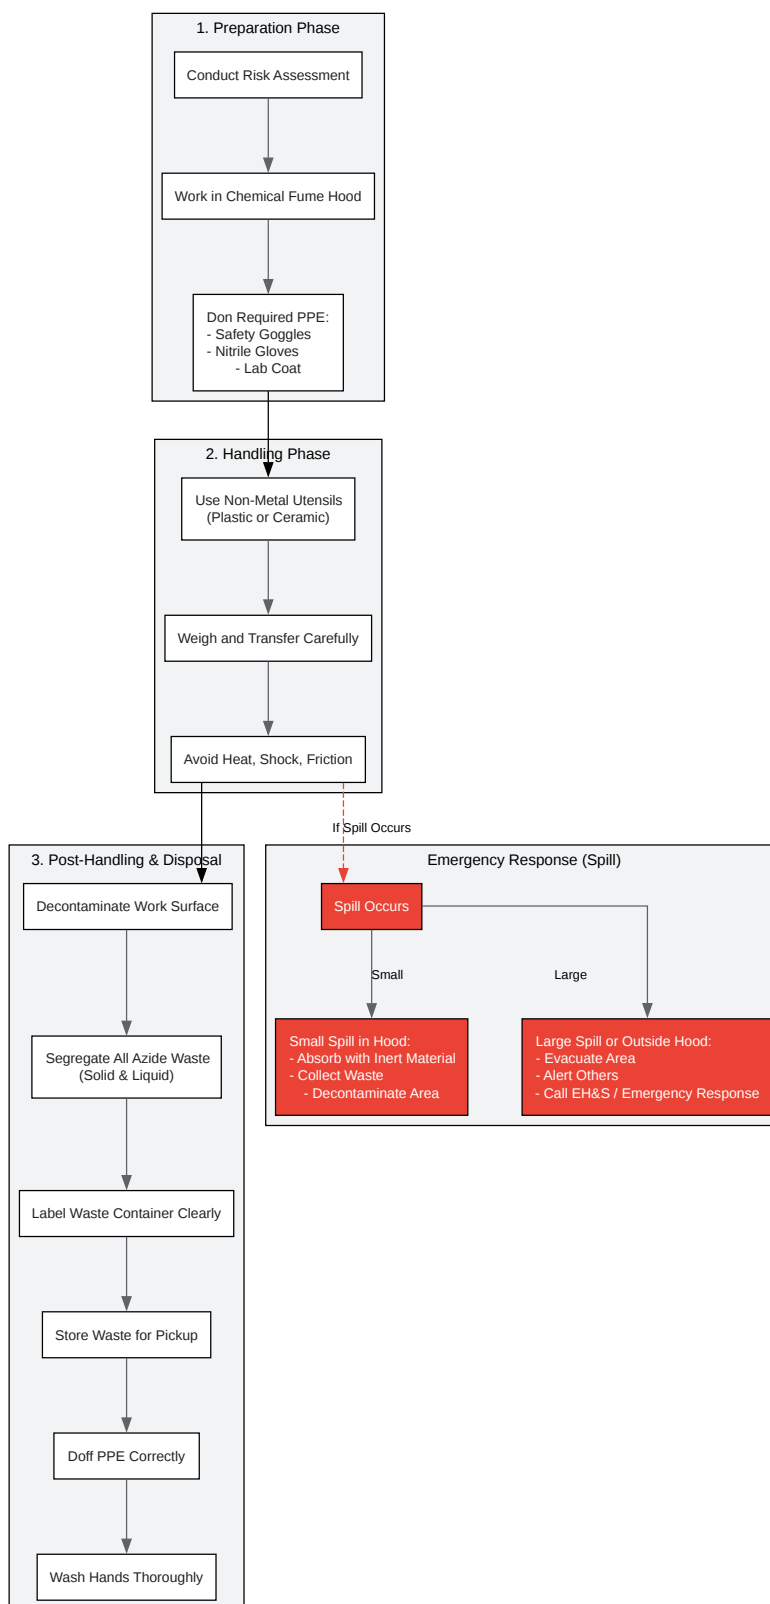 1. Preparation Phase
Conduct Risk Assessment
Work in Chemical Fume Hood
Don Required PPE:
- Safety Goggles
- Nitrile Gloves
- Lab Coat
2. Handling Phase
Use Non-Metal Utensils
(Plastic or Ceramic)
Weigh and Transfer Carefully
Avoid Heat, Shock, Friction
If Spill Occurs
3. Post-Handling & Disposal
Decontaminate Work Surface
Segregate All Azide Waste
(Solid & Liquid)
Label Waste Container Clearly
Store Waste for Pickup
Doff PPE Correctly
Wash Hands Thoroughly
Emergency Response (Spill)
Spill Occurs
Small
Large
Small Spill in Hood:
- Absorb with Inert Material
- Collect Waste
- Decontaminate Area
Large Spill or Outside Hood:
- Evacuate Area
- Alert Others
- Call EH&S / Emergency Response